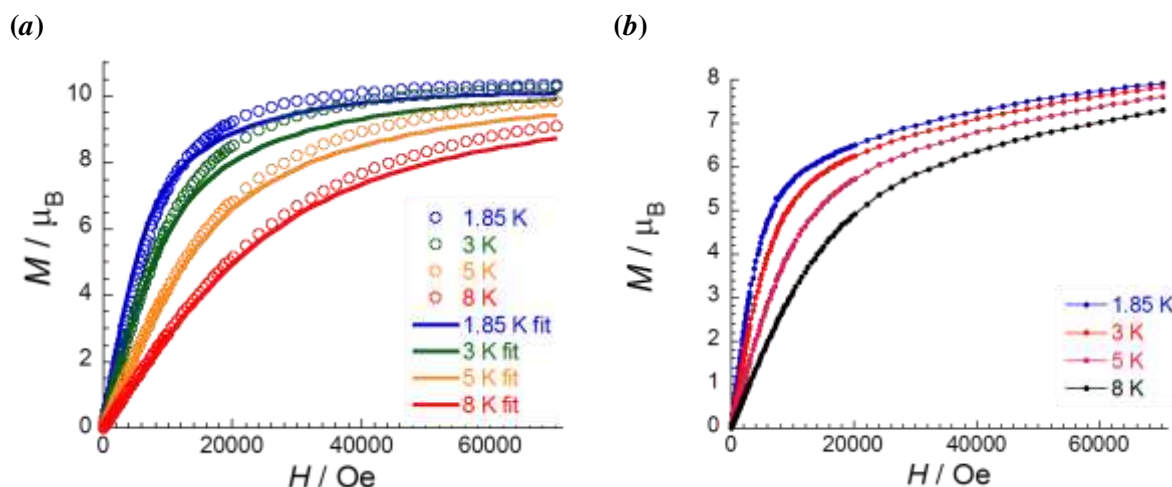 (a)
M / μB
10
8
6
4
2
0
0 20000 40000 60000
H / Oe
1.85 K
3 K
5 K
8 K
1.85 K fit
3 K fit
5 K fit
8 K fit
(b)
M / μB
8
7
6
5
4
3
2
1
0
0 20000 40000 60000
H / Oe
1.85 K
3 K
5 K
8 K